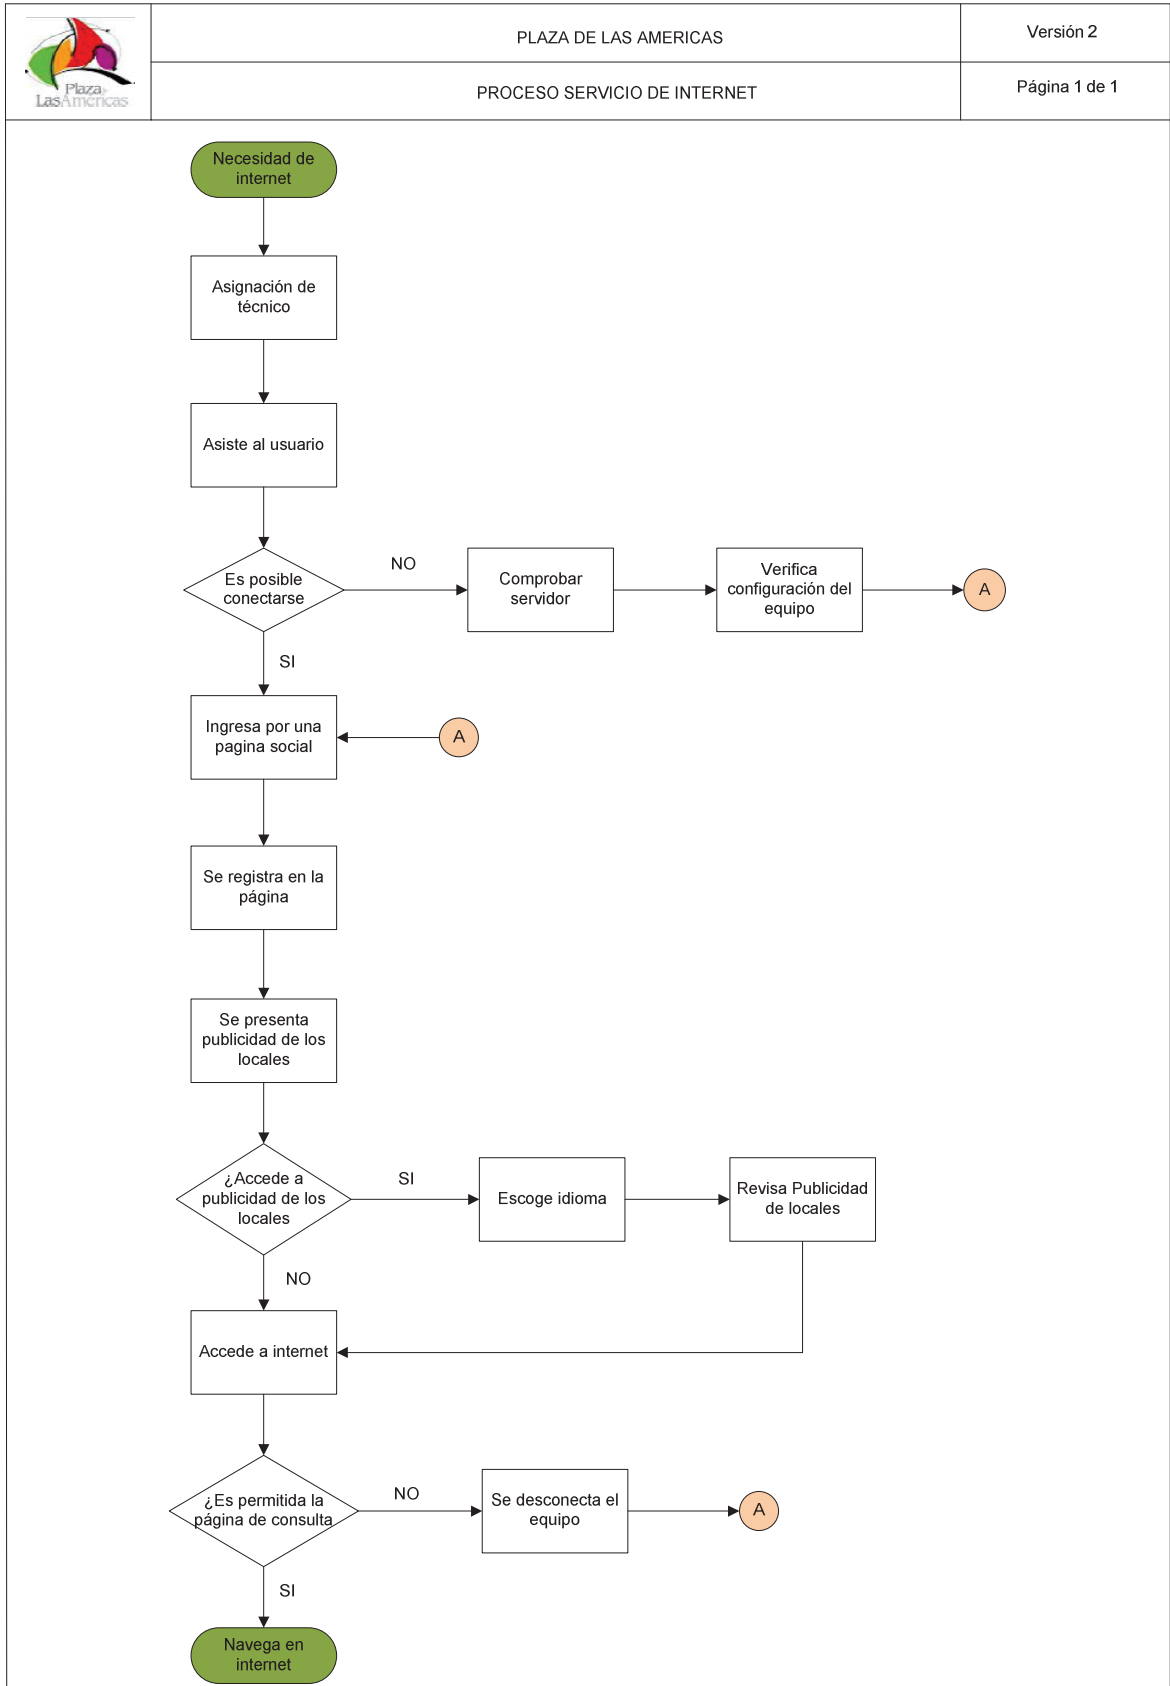 Plaza
LasAméricas
PLAZA DE LAS AMERICAS
Versión 2
PROCESO SERVICIO DE INTERNET
Página 1 de 1
Necesidad de
internet
Asignación de
técnico
Asiste al usuario
Es posible
conectarse
NO
Comprobar
servidor
Verifica
configuración del
equipo
A
SI
Ingresa por una
pagina social
A
Se registra en la
página
Se presenta
publicidad de los
locales
¿Accede a
publicidad de los
locales
SI
Escoge idioma
Revisa Publicidad
de locales
NO
Accede a internet
¿Es permitida la
página de consulta
NO
Se desconecta el
equipo
A
SI
Navega en
internet